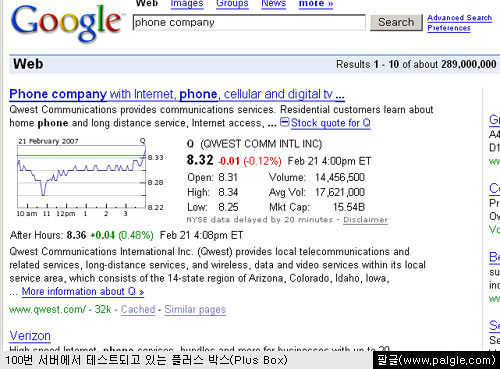 Web Images Groups News more »
Google™
phone company Search Advanced Search
Preferences
Web Results 1 - 10 of about 289,000,000
Phone company with Internet, phone, cellular and digital tv ...
Qwest Communications provides communications services. Residential customers learn about
home phone and long distance service, Internet access, ... Stock quote for Q
21 February 2007 Q
8.33
8.28
8.22
10 am 11 12pm 1 2 3
Q (QWEST COMM INTL INC)
8.32 -0.01 (-0.12%) Feb 21 4:00pm ET
Open: 8.31 Volume: 14,456,500
High: 8.34 Avg Vol: 17,621,000
Low: 8.25 Mkt Cap: 15.54B
NYSE data delayed by 20 minutes - Disclaimer
After Hours: 8.36 +0.04 (0.48%) Feb 21 4:08pm ET
Qwest Communications International Inc. (Qwest) provides local telecommunications and
related services, long-distance services, and wireless, data and video services within its local
service area, which consists of the 14-state region of Arizona, Colorado, Idaho, Iowa,
... More information about Q »
www.qwest.com/ - 32k - Cached - Similar pages
Verizon
High-speed Internet, phone services, bundles and more for businesses with up to 20
100번 서버에서 테스트되고 있는 플러스 박스(Plus Box)
팔글(www.palgle.com)